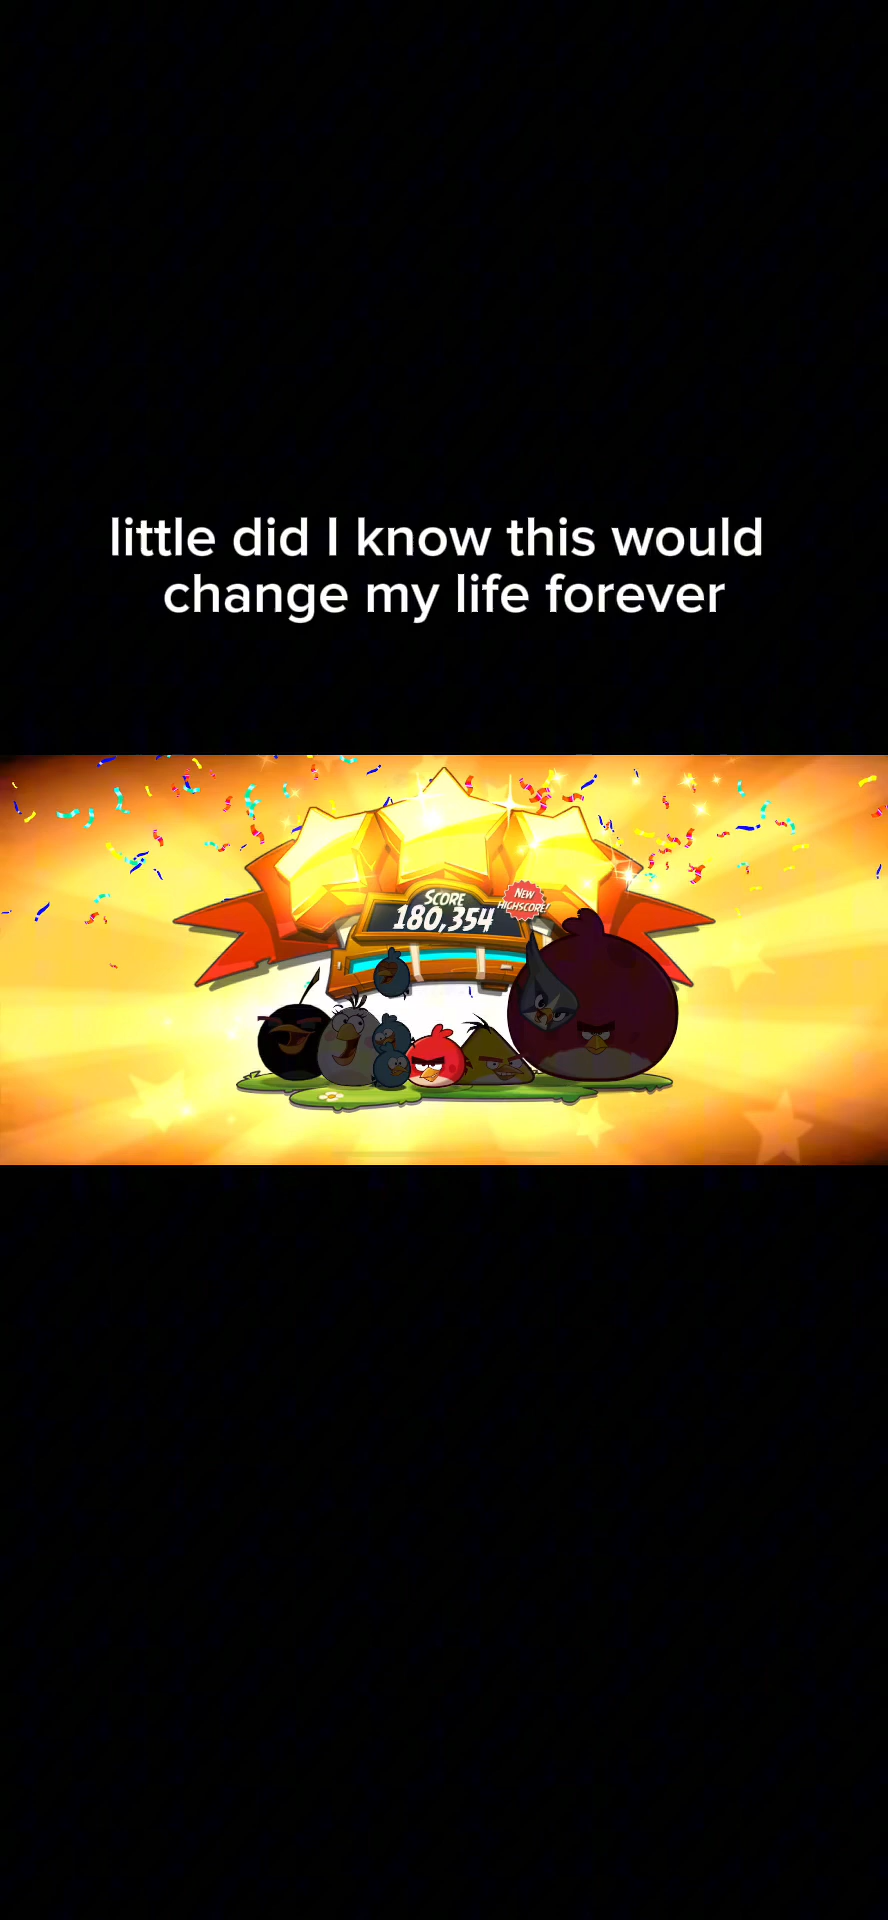 little did I know this would
change my life forever
SCORE
180,354
NEW
HIGHSCORE!